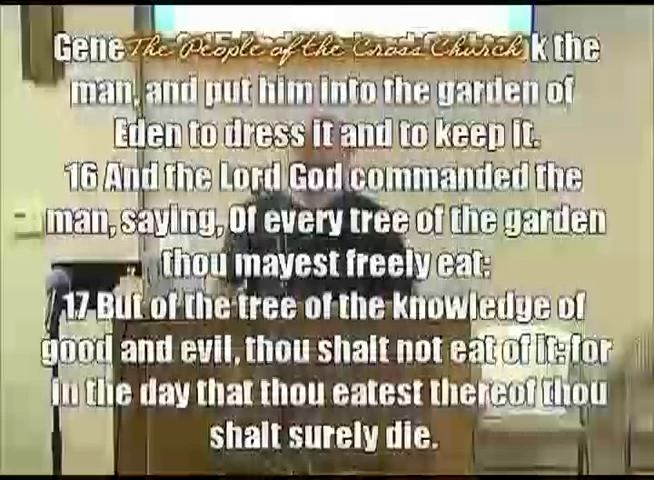 Gene The People of the Cross Church k the
man, and put him into the garden of
Eden to dress it and to keep it.
16 And the Lord God commanded the
man, saying, Of every tree of the garden
thou mayest freely eat:
17 But of the tree of the knowledge of
good and evil, thou shalt not eat of it: for
in the day that thou eatest thereof thou
shalt surely die.